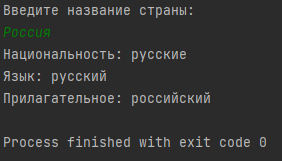 Введите название страны:
Россия
Национальность: русские
Язык: русский
Прилагательное: российский
Process finished with exit code 0